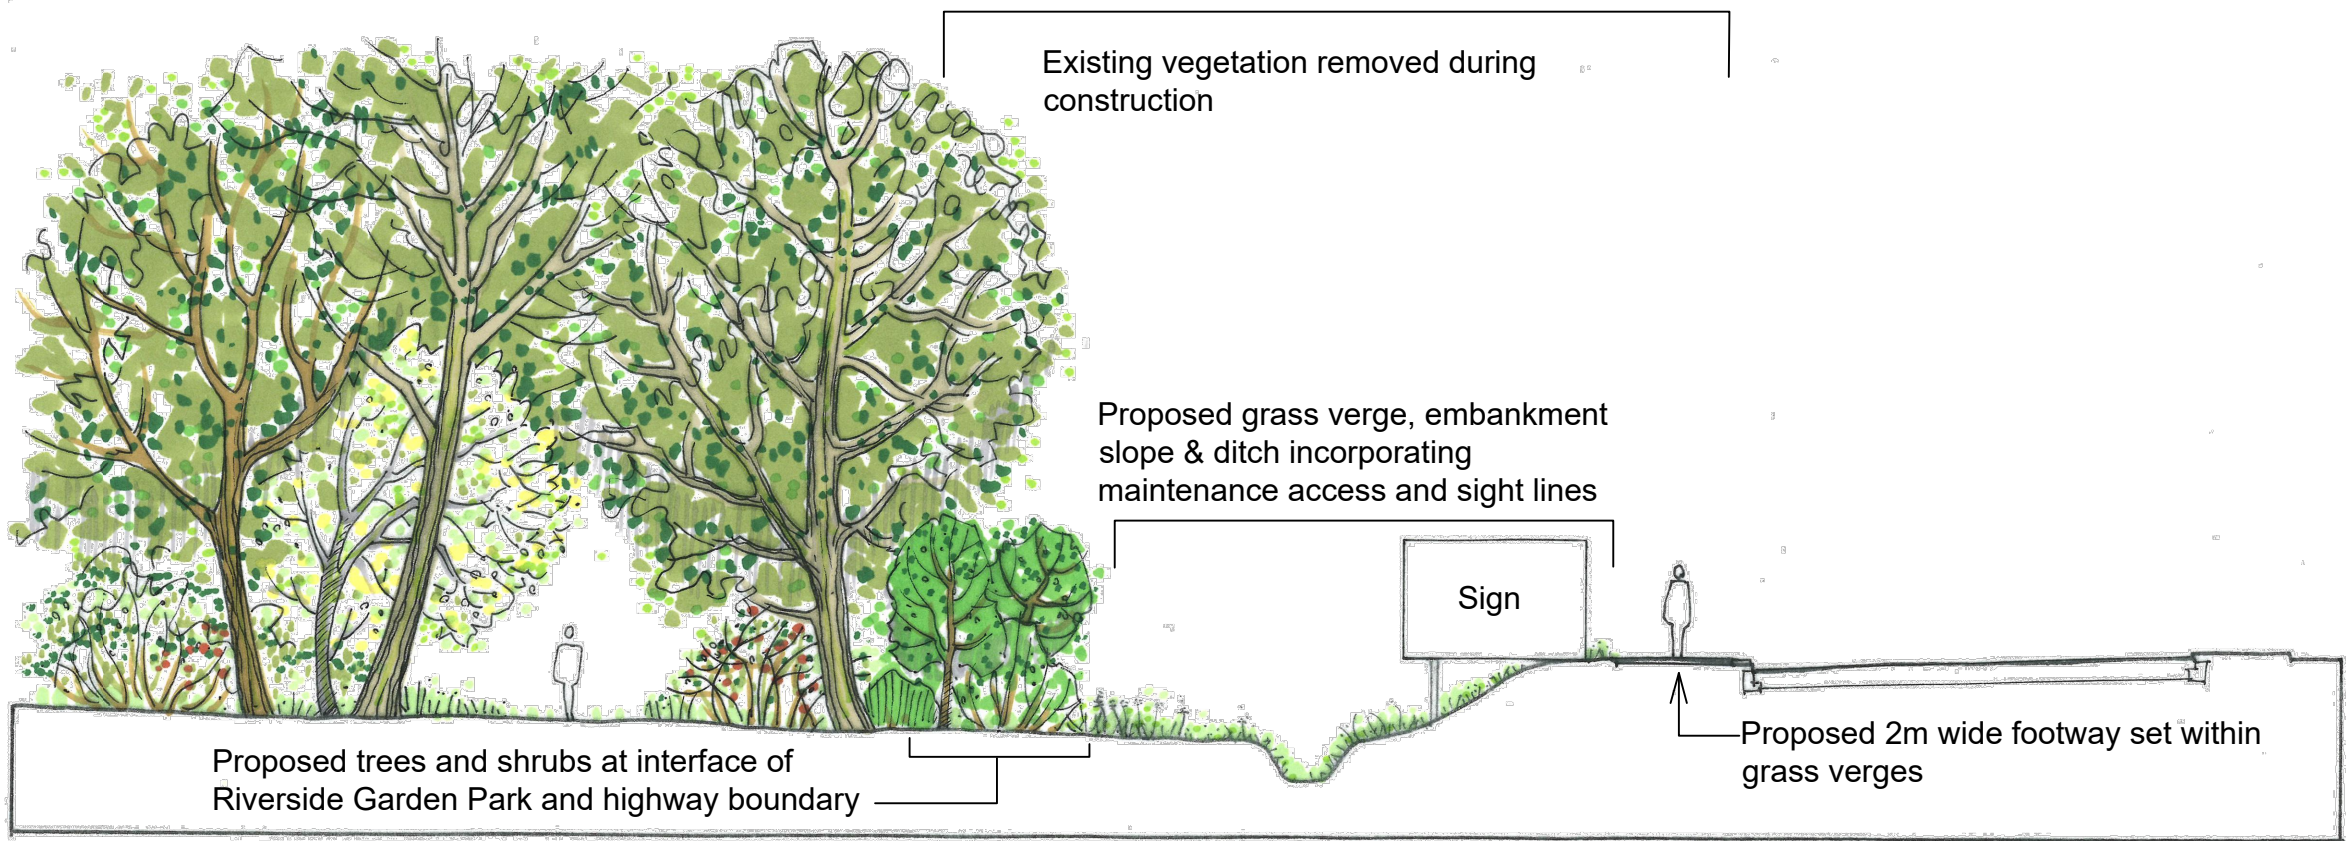 Existing vegetation removed during
construction
Proposed grass verge, embankment
slope & ditch incorporating
maintenance access and sight lines
Sign
Proposed 2m wide footway set within
grass verges
Proposed trees and shrubs at interface of
Riverside Garden Park and highway boundary